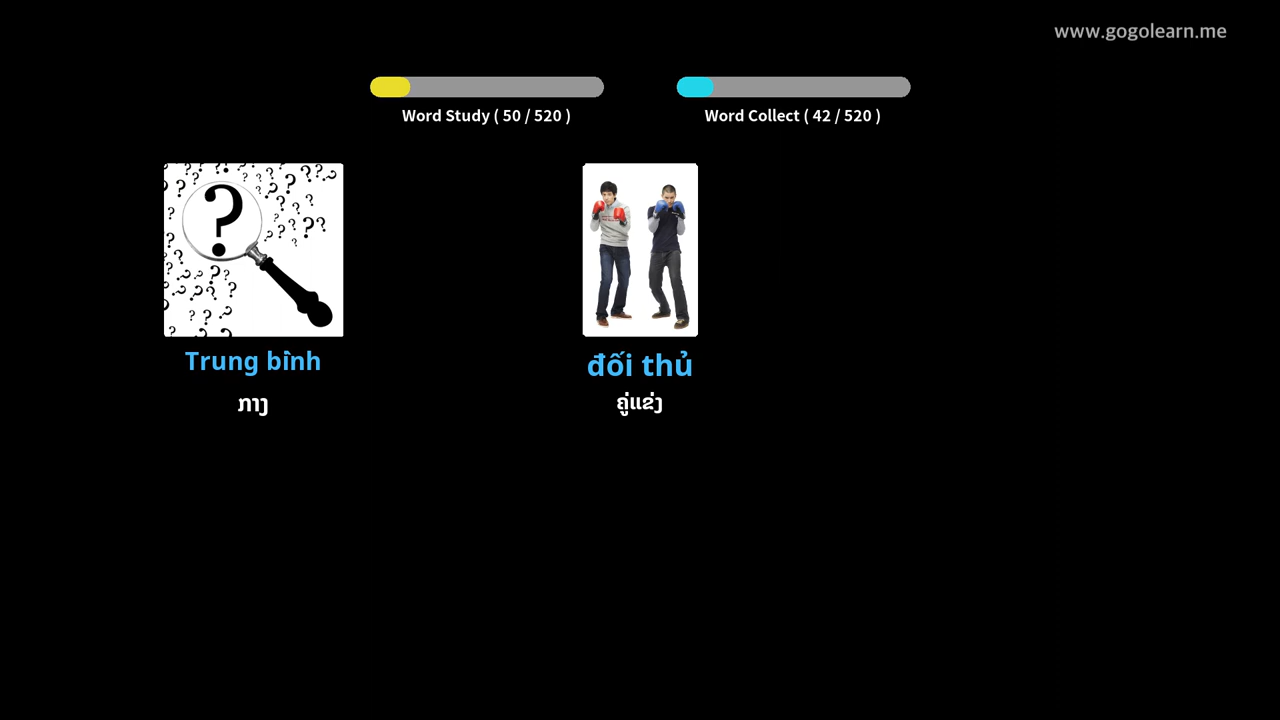 www.gogolearn.me
Word Study ( 50 / 520 )
Word Collect ( 42 / 520 )
Trung bình
ກາງ
đối thủ
ຄູ່ແຂ່ງ